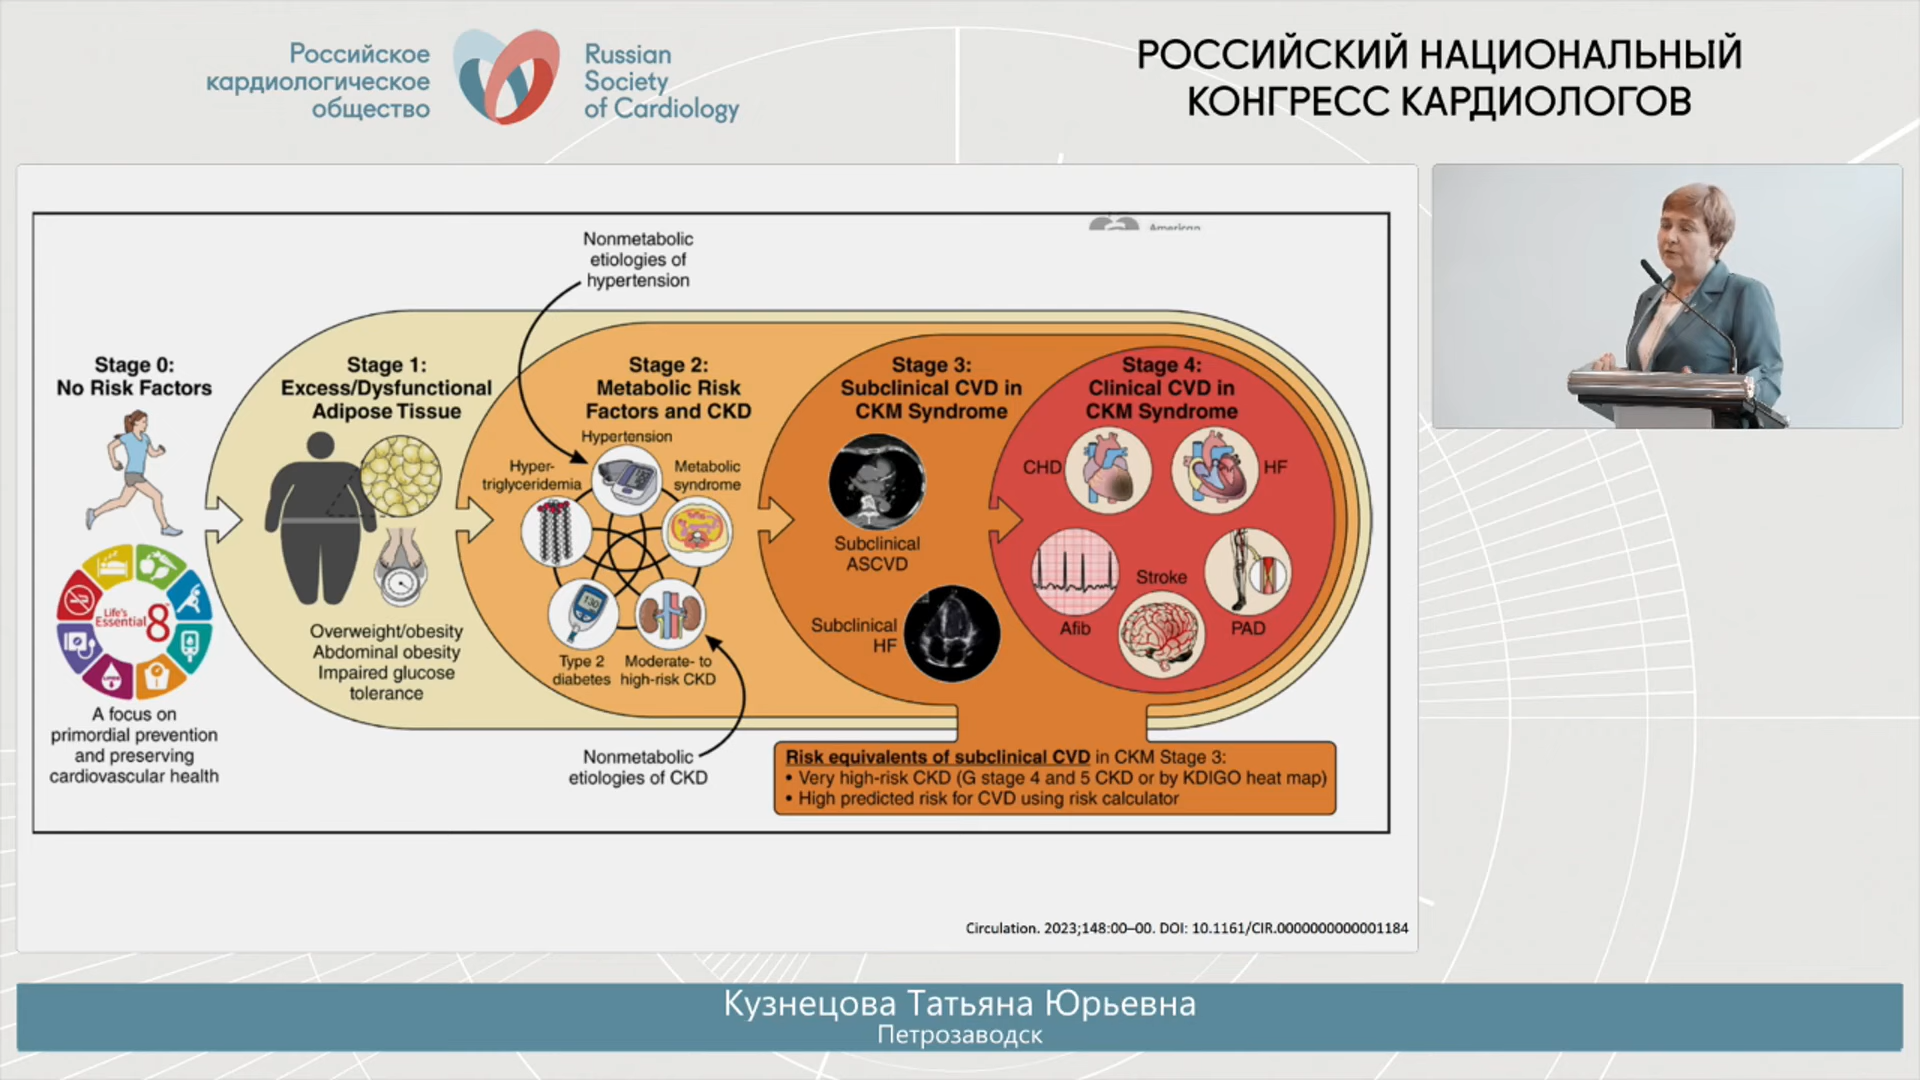 Российское
кардиологическое
общество
Russian
Society
of Cardiology
РОССИЙСКИЙ НАЦИОНАЛЬНЫЙ
КОНГРЕСС КАРДИОЛОГОВ
American
Nonmetabolic
etiologies of
hypertension
Stage 0:
No Risk Factors
Life's
Essential 8
A focus on
primordial prevention
and preserving
cardiovascular health
Stage 1:
Excess/Dysfunctional
Adipose Tissue
Overweight/obesity
Abdominal obesity
Impaired glucose
tolerance
Stage 2:
Metabolic Risk
Factors and CKD
Hypertension
Hyper-
triglyceridemia
Metabolic
syndrome
130
Type 2
diabetes
Moderate- to
high-risk CKD
Nonmetabolic
etiologies of CKD
Stage 3:
Subclinical CVD in
CKM Syndrome
Subclinical
ASCVD
Subclinical
HF
Stage 4:
Clinical CVD in
CKM Syndrome
CHD
HF
Afib
Stroke
PAD
Risk equivalents of subclinical CVD in CKM Stage 3:
• Very high-risk CKD (G stage 4 and 5 CKD or by KDIGO heat map)
• High predicted risk for CVD using risk calculator
Circulation. 2023;148:00–00. DOI: 10.1161/CIR.0000000000001184
Кузнецова Татьяна Юрьевна
Петрозаводск